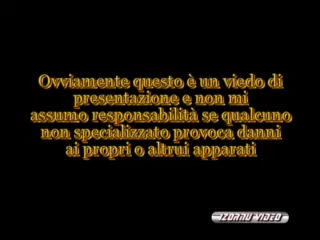 Ovviamente questo è un viedo di
presentazione e non mi
assumo responsabilità se qualcuno
non specializzato provoca danni
ai propri o altrui apparati
IZ0RNU VIDEO